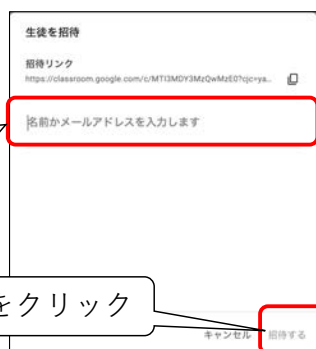 生徒を招待
招待リンク
https://classroom.google.com/c/MTI3MDY3MzQwMzE0?cjc=ya...
名前かメールアドレスを入力します
をクリック
キャンセル 招待する